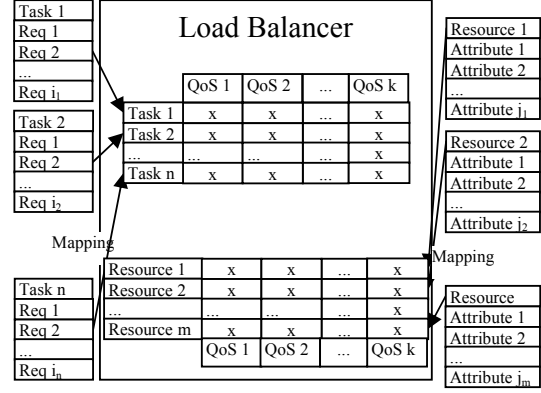 Task 1
Req 1
Req 2
...
Req i₁
Task 2
Req 1
Req 2
...
Req i₂
Mapping
Task n
Req 1
Req 2
...
Req iₙ
Load Balancer
QoS 1 QoS 2 ... QoS k
Task 1 x x ... x
Task 2 x x ... x
... ... ... x
Task n x x ... x
Resource 1 x x ... x
Resource 2 x x ... x
... ... ... x
Resource m x x ... x
QoS 1 QoS 2 ... QoS k
Resource 1
Attribute 1
Attribute 2
...
Attribute j₁
Resource 2
Attribute 1
Attribute 2
...
Attribute j₂
Mapping
Resource
Attribute 1
Attribute 2
...
Attribute jₘ